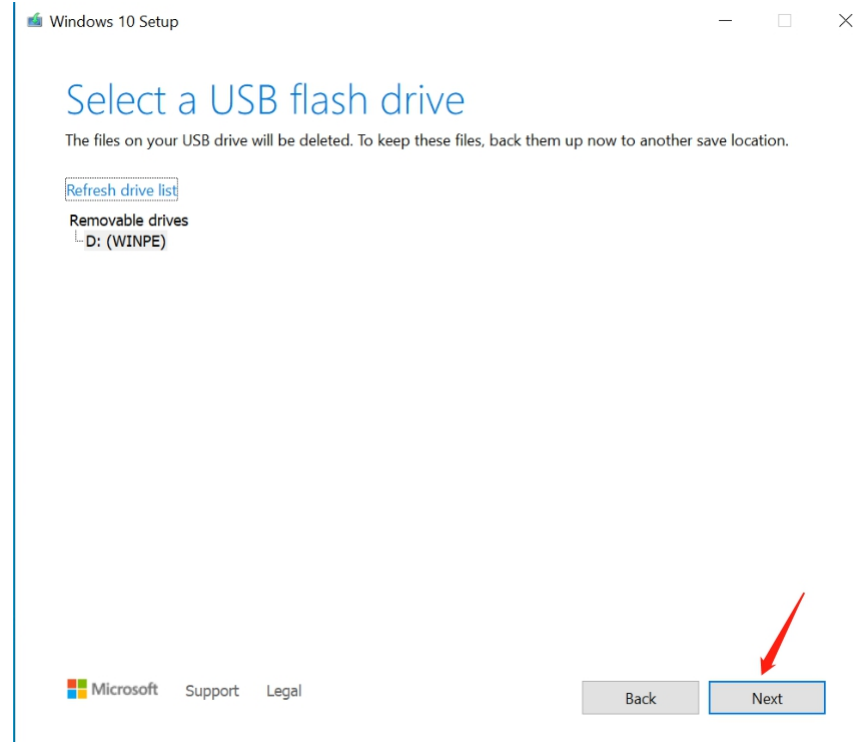 Windows 10 Setup
Select a USB flash drive
The files on your USB drive will be deleted. To keep these files, back them up now to another save location.
Refresh drive list
Removable drives
D: (WINPE)
Microsoft Support Legal Back Next